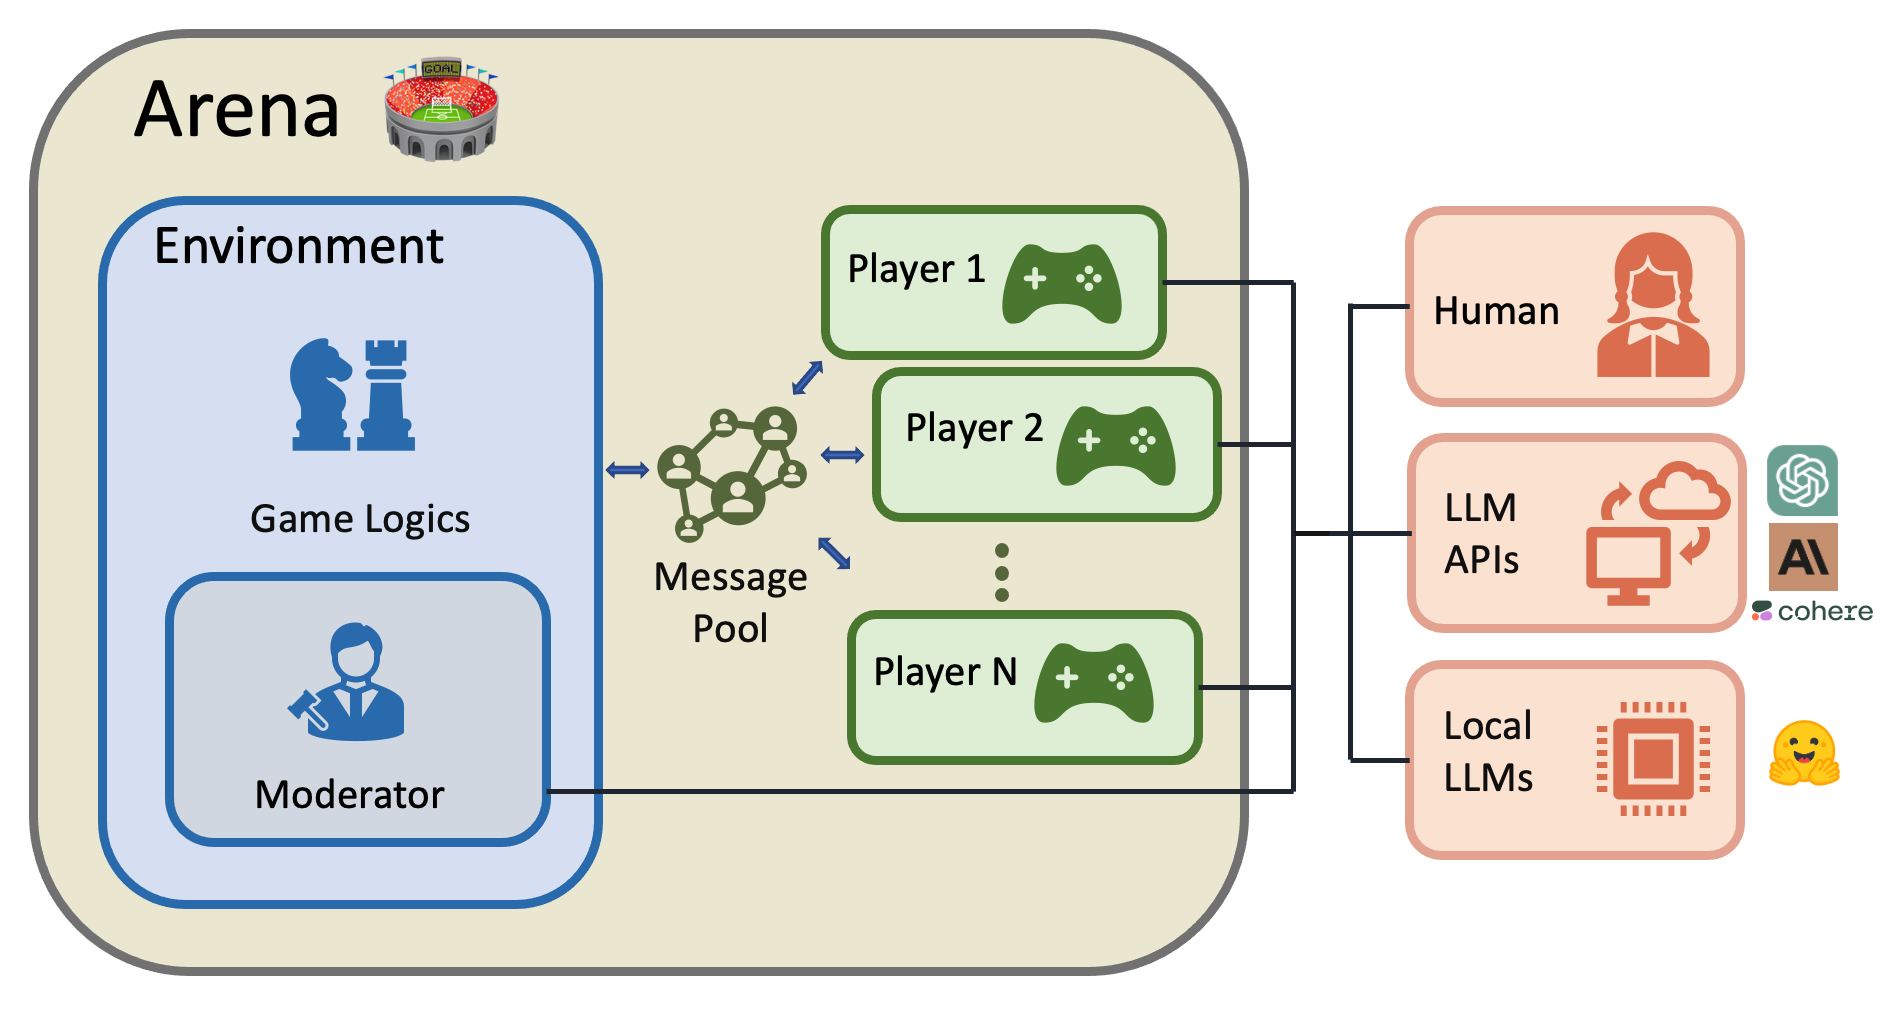 Arena
GOAL
Environment
Game Logics
Moderator
Message
Pool
Player 1
Player 2
Player N
Human
LLM
APIs
AI
cohere
Local
LLMs